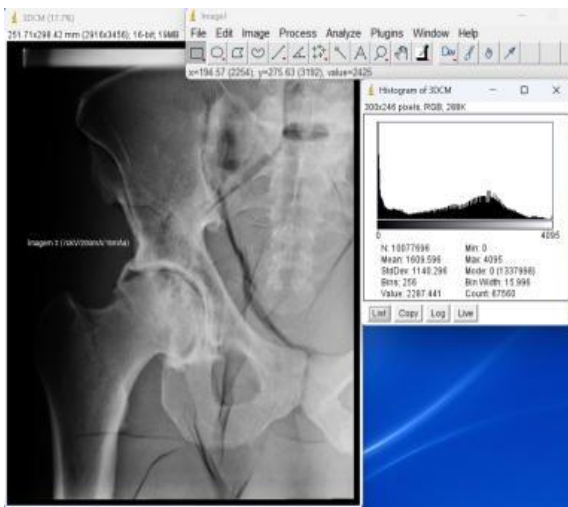 3DCM (17.7%)
251.71x298.42 mm (2916x3456); 16-bit; 19MB
ImageJ
File Edit Image Process Analyze Plugins Window Help
Dev
x=194.57 (2254), y=275.63 (3192), value=2425
Histogram of 3DCM
300x246 pixels; RGB; 288K
0 4095
N: 10077696 Min: 0
Mean: 1609.596 Max: 4095
StdDev: 1140.296 Mode: 0 (1337998)
Bins: 256 Bin Width: 15.996
Value: 2287.441 Count: 67560
List Copy Log Live